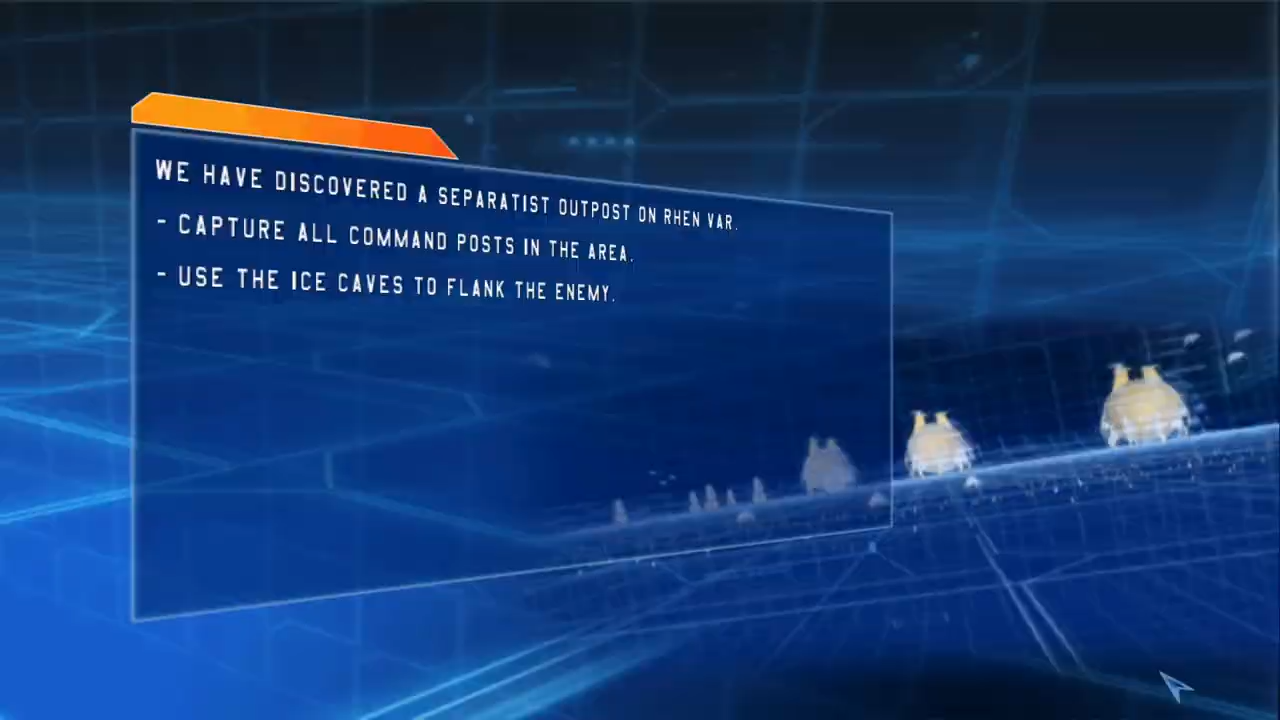 WE HAVE DISCOVERED A SEPARATIST OUTPOST ON RHEN VAR.
- CAPTURE ALL COMMAND POSTS IN THE AREA.
- USE THE ICE CAVES TO FLANK THE ENEMY.